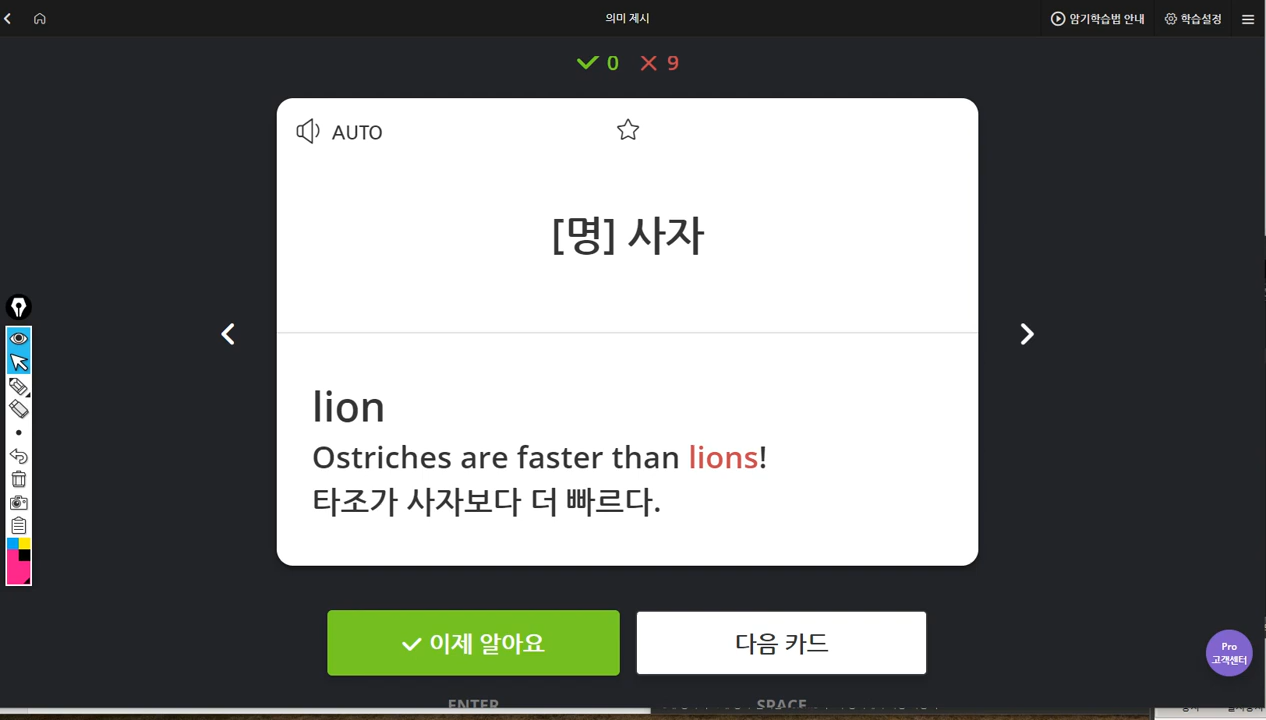 의미 제시
암기학습법 안내
학습설정
0
9
AUTO
[명] 사자
lion
Ostriches are faster than lions!
타조가 사자보다 더 빠르다.
이제 알아요
다음 카드
Pro
고객센터
ENTER
SPACE